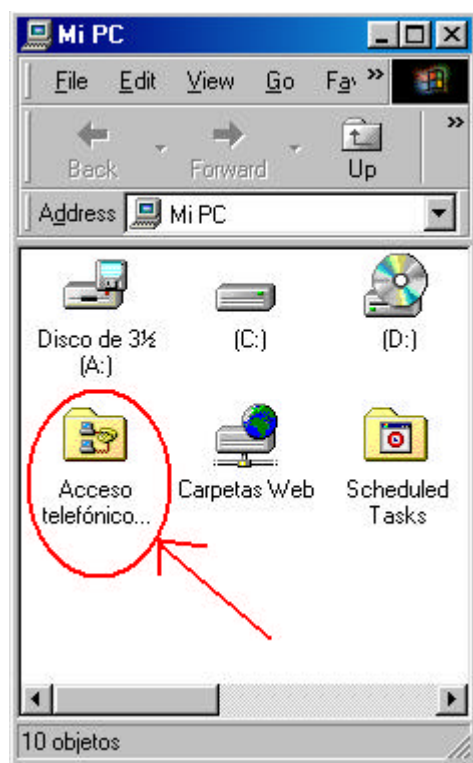 Mi PC
File Edit View Go Fa »
Back Forward Up »
Address Mi PC
Disco de 3½ (C:) (D:)
(A:)
Acceso Carpetas Web Scheduled
telefónico... Tasks
10 objetos